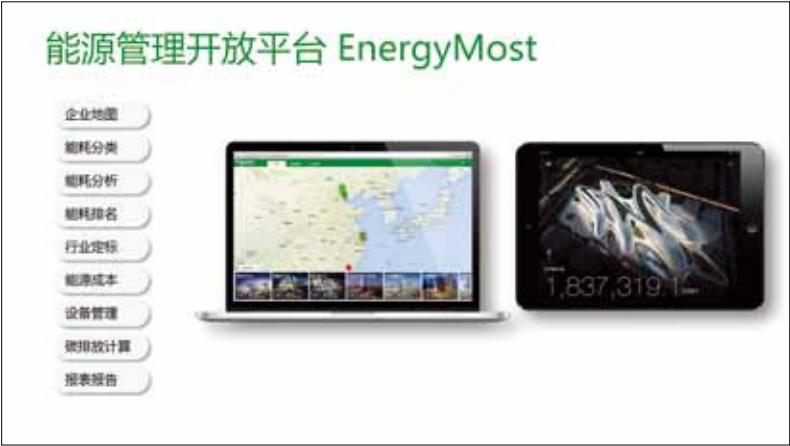 能源管理开放平台 EnergyMost
企业地图
能耗分类
能耗分析
能耗排名
行业定标
能源成本
设备管理
碳排放计算
报表报告
1,837,319.1